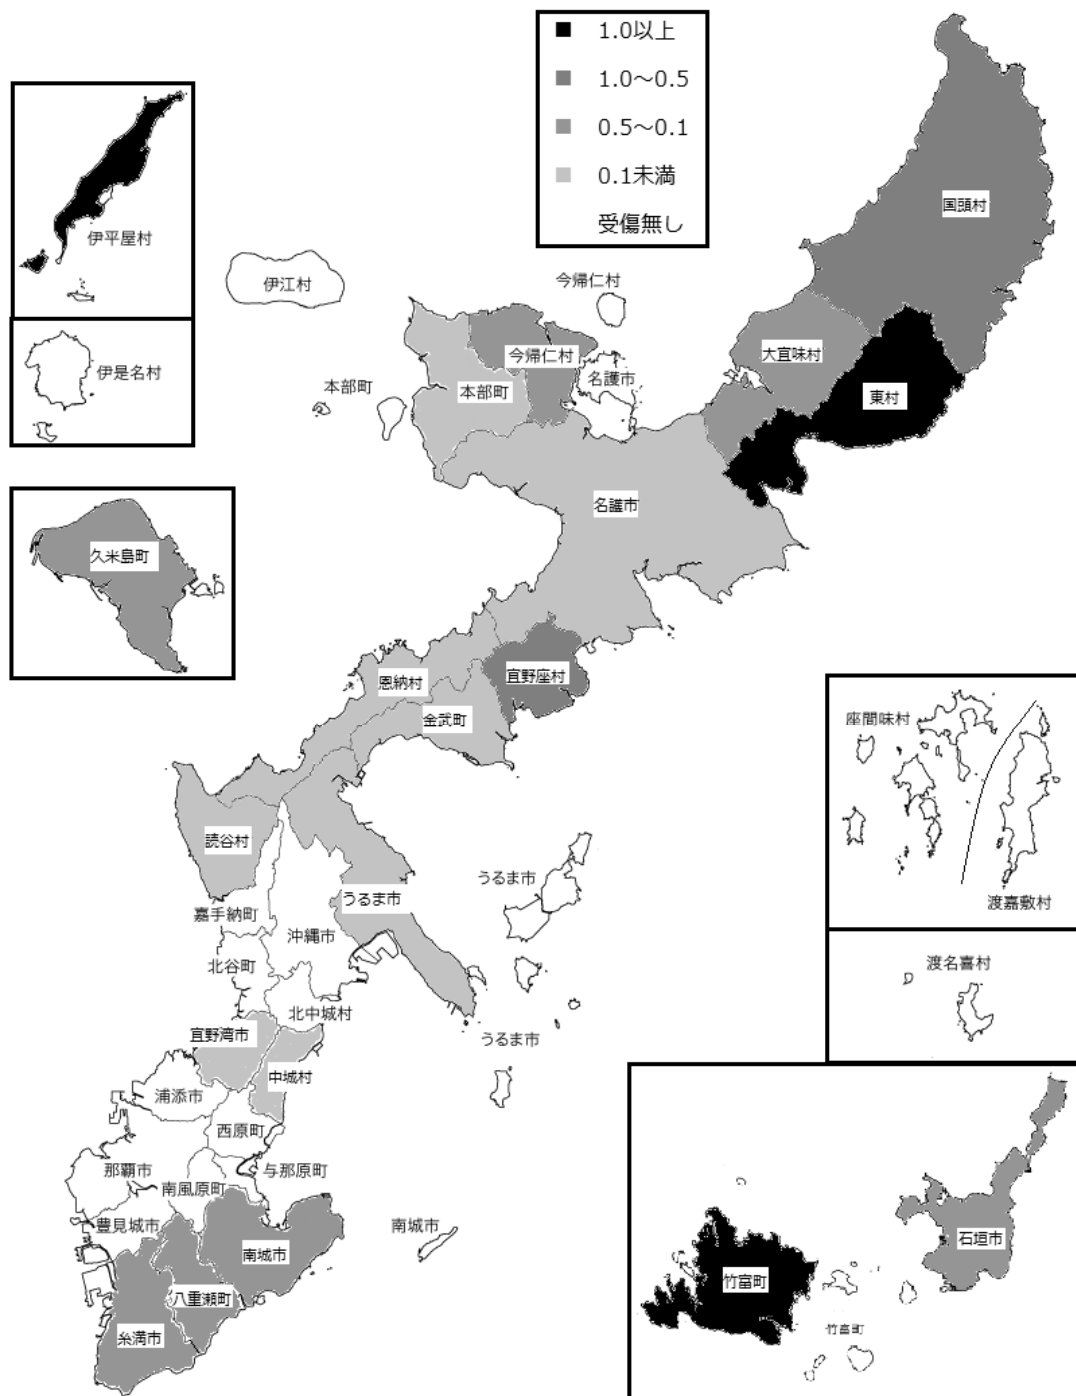 1.0以上
1.0～0.5
0.5～0.1
0.1未満
受傷無し
国頭村
伊平屋村
伊江村
今帰仁村
大宜味村
今帰仁村
伊是名村
本部町
本部町
名護市
東村
名護市
久米島町
恩納村
宜野座村
金武町
座間味村
渡嘉敷村
読谷村
うるま市
うるま市
嘉手納町
沖縄市
北谷町
渡名喜村
北中城村
うるま市
宜野湾市
中城村
浦添市
西原町
那覇市
南風原町
与那原町
豊見城市
南城市
南城市
石垣市
八重瀬町
竹富町
糸満市
竹富町